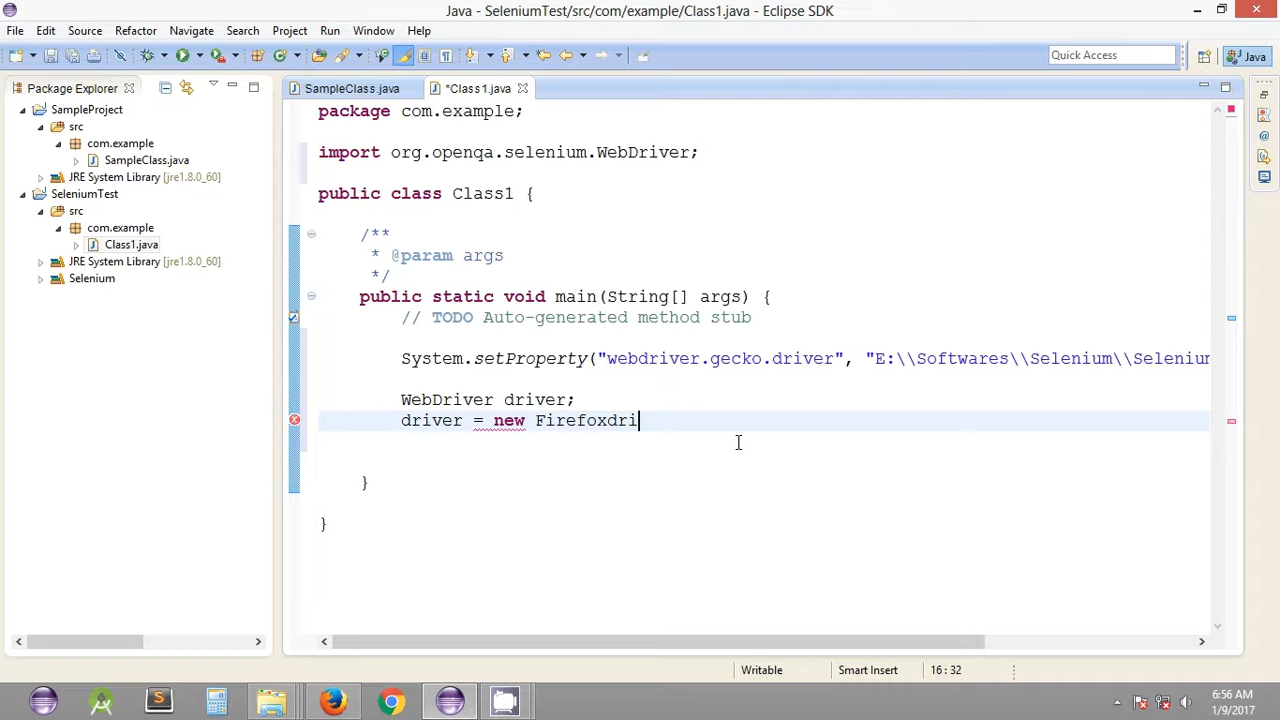 Java - SeleniumTest/src/com/example/Class1.java - Eclipse SDK
File Edit Source Refactor Navigate Search Project Run Window Help
Quick Access
Java
Package Explorer
SampleClass.java
*Class1.java
SampleProject
src
com.example
SampleClass.java
JRE System Library [jre1.8.0_60]
SeleniumTest
src
com.example
Class1.java
JRE System Library [jre1.8.0_60]
Selenium
package com.example;
import org.openqa.selenium.WebDriver;
public class Class1 {
/**
* @param args
*/
public static void main(String[] args) {
// TODO Auto-generated method stub
System.setProperty("webdriver.gecko.driver", "E:\\Softwares\\Selenium\\Selenium
WebDriver driver;
driver = new Firefoxdri
}
}
Writable
Smart Insert
16 : 32
6:56 AM
1/9/2017